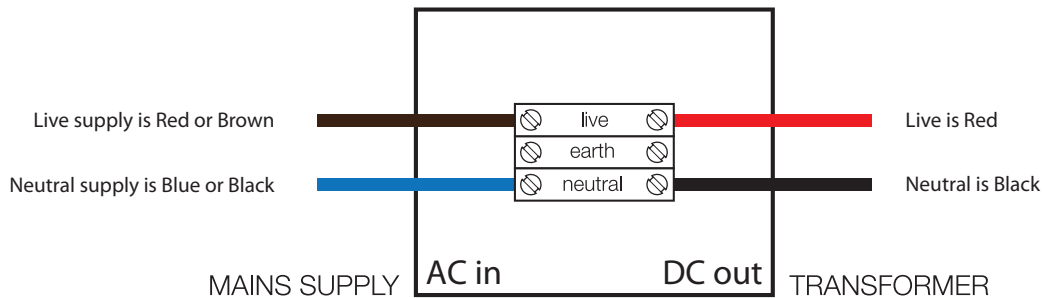 Live supply is Red or Brown
live
Live is Red
earth
Neutral supply is Blue or Black
neutral
Neutral is Black
AC in
DC out
MAINS SUPPLY
TRANSFORMER